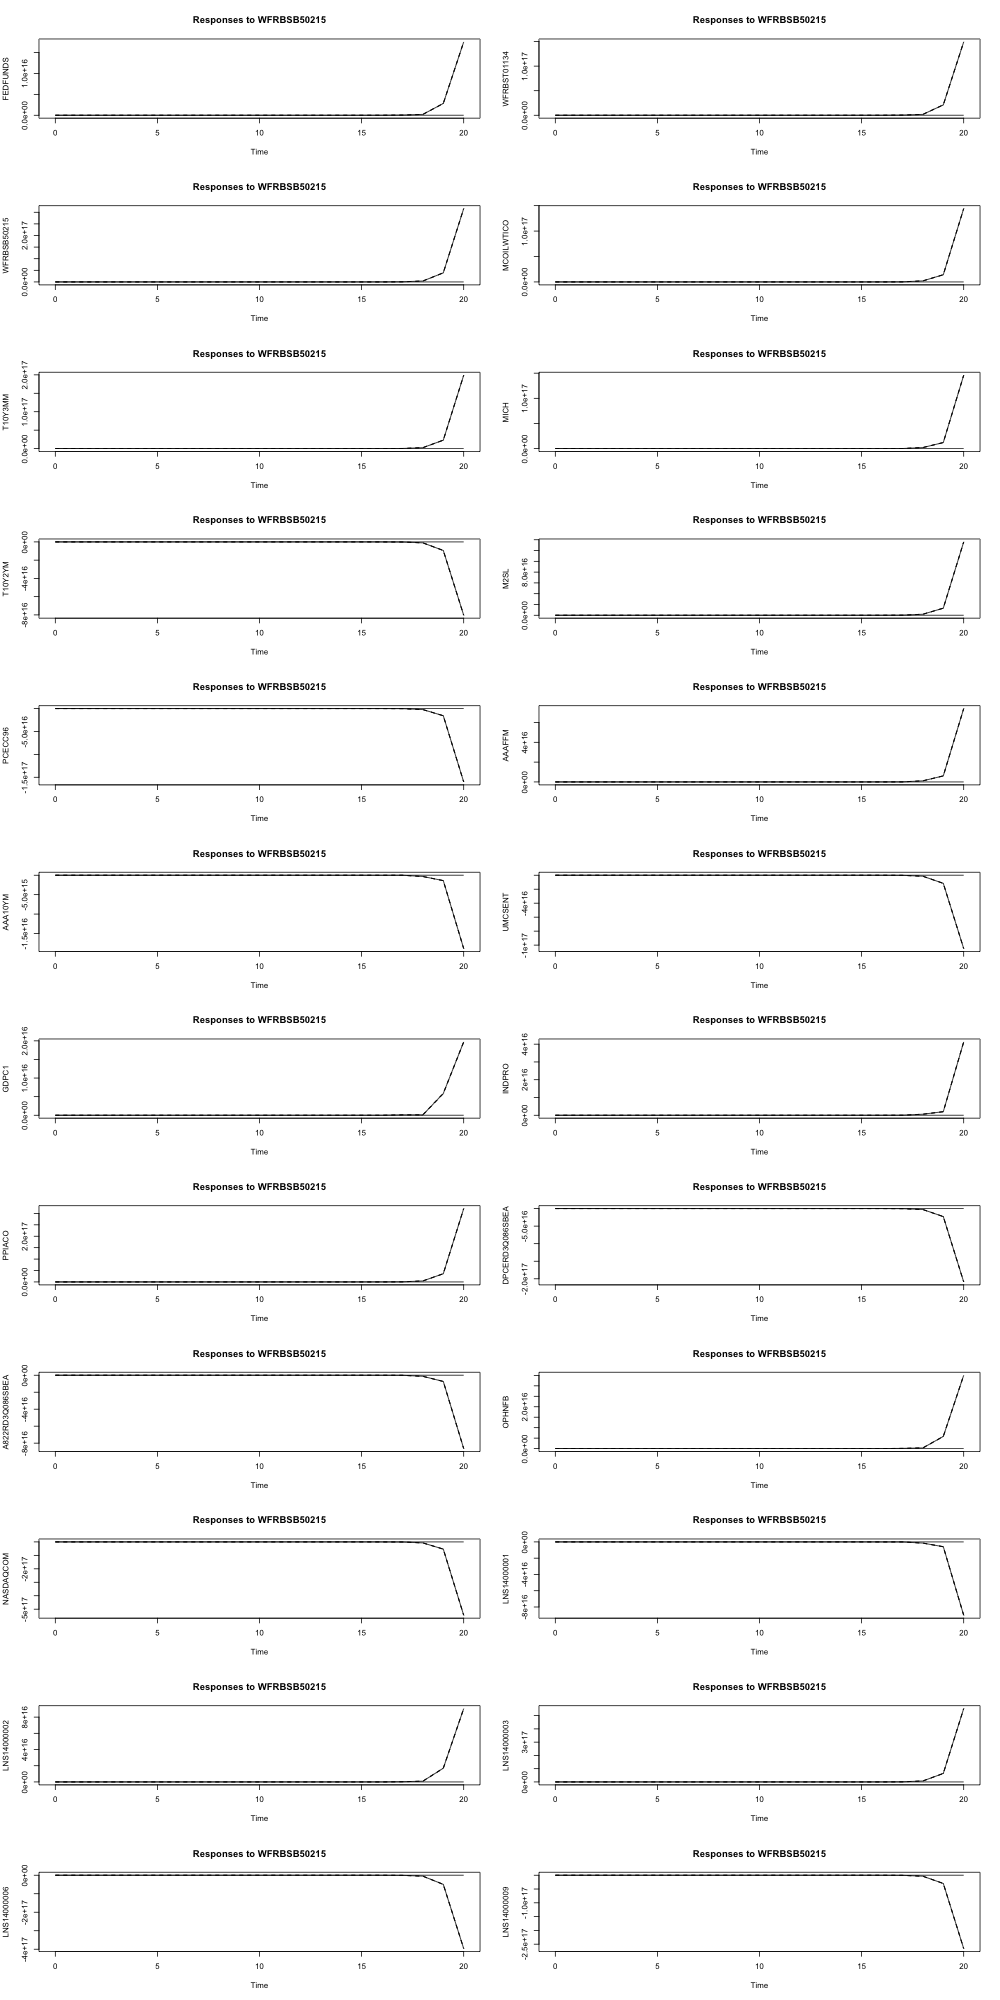 Responses to WFRBSB50215 Responses to WFRBSB50215
FEDFUNDS 0.0e+00 1.0e+16 WFRBST01134 0.0e+00 1.0e+17
0 5 10 15 20 0 5 10 15 20
Time Time
Responses to WFRBSB50215 Responses to WFRBSB50215
WFRBSB50215 0.0e+00 2.0e+17 MCOILWTICO 0.0e+00 1.0e+17
0 5 10 15 20 0 5 10 15 20
Time Time
Responses to WFRBSB50215 Responses to WFRBSB50215
T10Y3MM 0.0e+00 1.0e+17 2.0e+17 MICH 0.0e+00 1.0e+17
0 5 10 15 20 0 5 10 15 20
Time Time
Responses to WFRBSB50215 Responses to WFRBSB50215
T10Y2YM -8e+16 -4e+16 0e+00 M2SL 0.0e+00 8.0e+16
0 5 10 15 20 0 5 10 15 20
Time Time
Responses to WFRBSB50215 Responses to WFRBSB50215
PCECC96 -1.5e+17 -5.0e+16 AAAFFM 0e+00 4e+16
0 5 10 15 20 0 5 10 15 20
Time Time
Responses to WFRBSB50215 Responses to WFRBSB50215
AAA10YM -1.5e+16 -5.0e+15 UMCSENT -1e+17 -4e+16
0 5 10 15 20 0 5 10 15 20
Time Time
Responses to WFRBSB50215 Responses to WFRBSB50215
GDPC1 0.0e+00 1.0e+16 2.0e+16 INDPRO 0e+00 2e+16 4e+16
0 5 10 15 20 0 5 10 15 20
Time Time
Responses to WFRBSB50215 Responses to WFRBSB50215
PPIACO 0.0e+00 2.0e+17 DPCERD3Q086SBEA -2.0e+17 -5.0e+16
0 5 10 15 20 0 5 10 15 20
Time Time
Responses to WFRBSB50215 Responses to WFRBSB50215
A822RD3Q086SBEA -8e+16 -4e+16 0e+00 OPHNFB 0.0e+00 2.0e+16
0 5 10 15 20 0 5 10 15 20
Time Time
Responses to WFRBSB50215 Responses to WFRBSB50215
NASDAQCOM -5e+17 -2e+17 LNS14000001 -8e+16 -4e+16 0e+00
0 5 10 15 20 0 5 10 15 20
Time Time
Responses to WFRBSB50215 Responses to WFRBSB50215
LNS14000002 0e+00 4e+16 8e+16 LNS14000003 0e+00 3e+17
0 5 10 15 20 0 5 10 15 20
Time Time
Responses to WFRBSB50215 Responses to WFRBSB50215
LNS14000006 -4e+17 -2e+17 0e+00 LNS14000009 -2.5e+17 -1.0e+17
0 5 10 15 20 0 5 10 15 20
Time Time